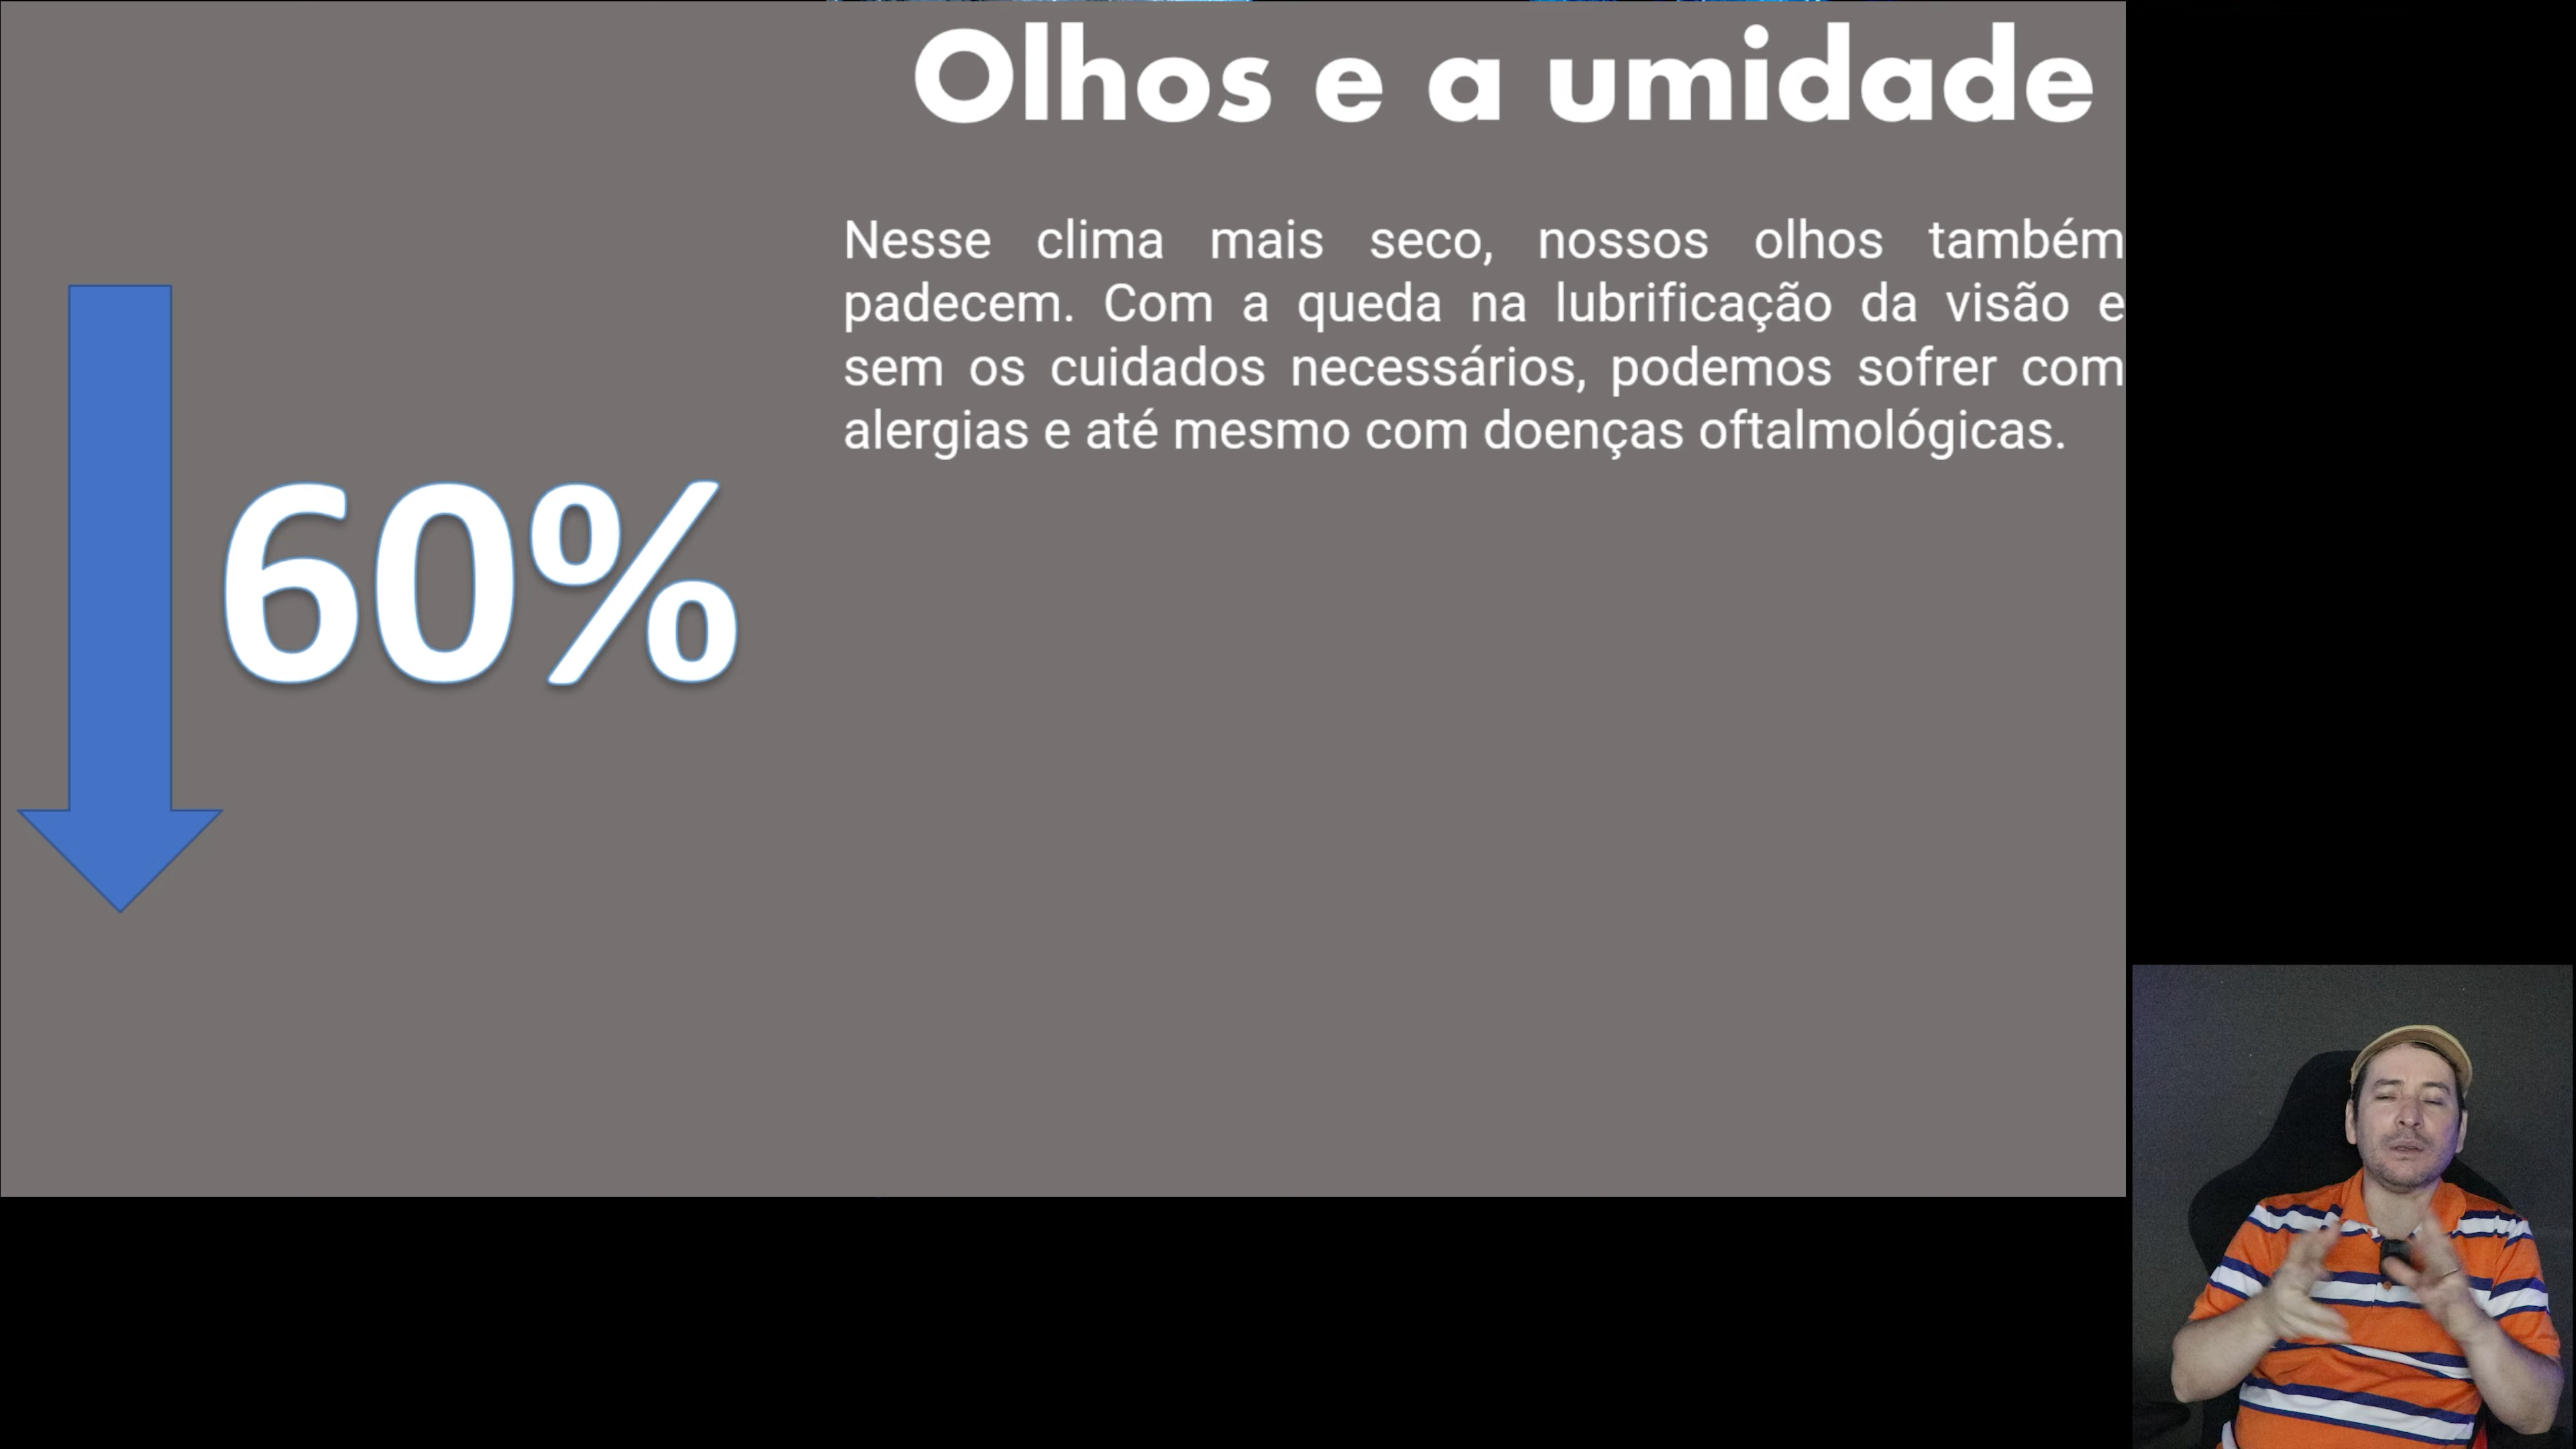 Olhos e a umidade
Nesse clima mais seco, nossos olhos também
padecem. Com a queda na lubrificação da visão e
sem os cuidados necessários, podemos sofrer com
alergias e até mesmo com doenças oftalmológicas.
60%